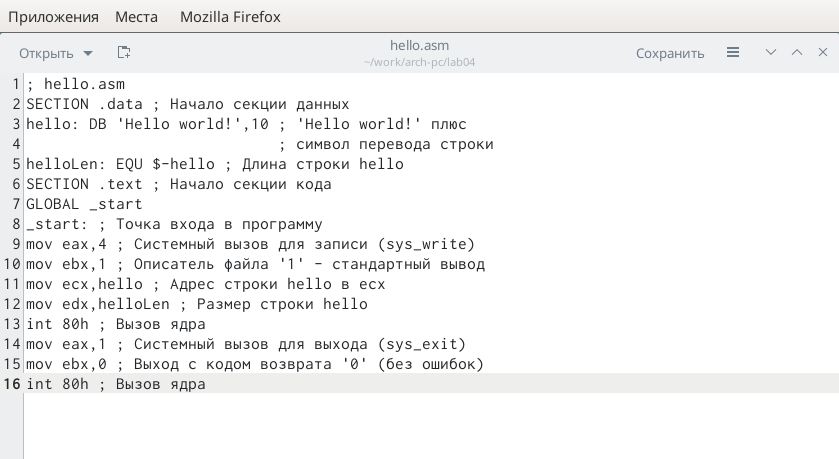 Приложения Места Mozilla Firefox
Открыть hello.asm Сохранить
~/work/arch-pc/lab04
1 ; hello.asm
2 SECTION .data ; Начало секции данных
3 hello: DB 'Hello world!',10 ; 'Hello world!' плюс
4 ; символ перевода строки
5 helloLen: EQU $-hello ; Длина строки hello
6 SECTION .text ; Начало секции кода
7 GLOBAL _start
8 _start: ; Точка входа в программу
9 mov eax,4 ; Системный вызов для записи (sys_write)
10 mov ebx,1 ; Описатель файла '1' - стандартный вывод
11 mov ecx,hello ; Адрес строки hello в ecx
12 mov edx,helloLen ; Размер строки hello
13 int 80h ; Вызов ядра
14 mov eax,1 ; Системный вызов для выхода (sys_exit)
15 mov ebx,0 ; Выход с кодом возврата '0' (без ошибок)
16 int 80h ; Вызов ядра